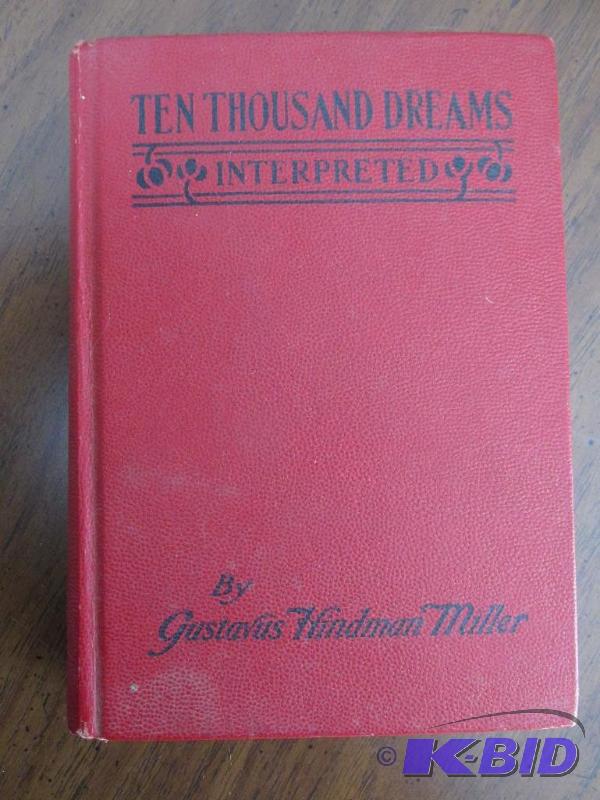 TEN THOUSAND DREAMS
INTERPRETED
By
Gustavus Hindman Miller
© K-BID